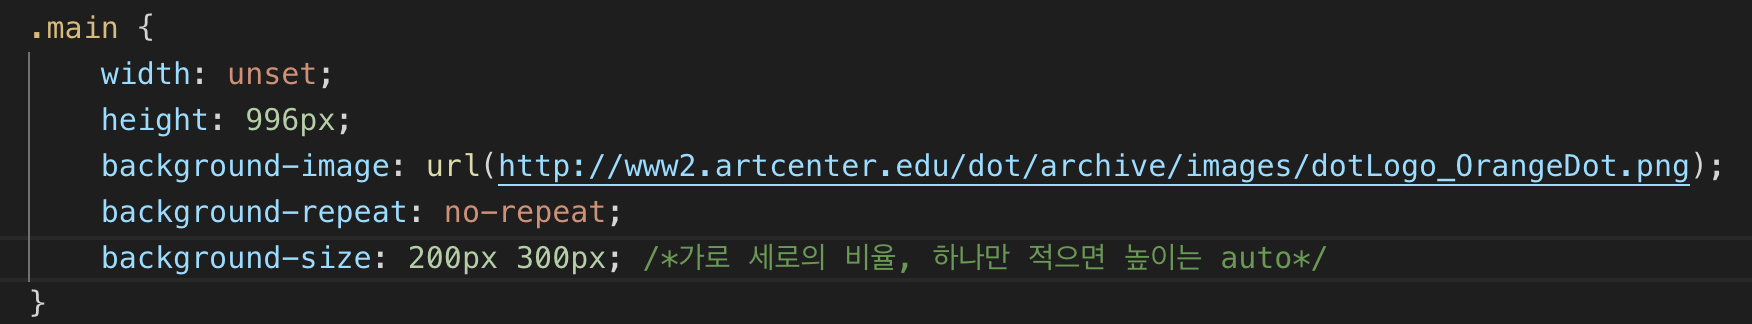 .main {
    width: unset;
    height: 996px;
    background-image: url(http://www2.artcenter.edu/dot/archive/images/dotLogo_OrangeDot.png);
    background-repeat: no-repeat;
    background-size: 200px 300px; /*가로 세로의 비율, 하나만 적으면 높이는 auto*/
}